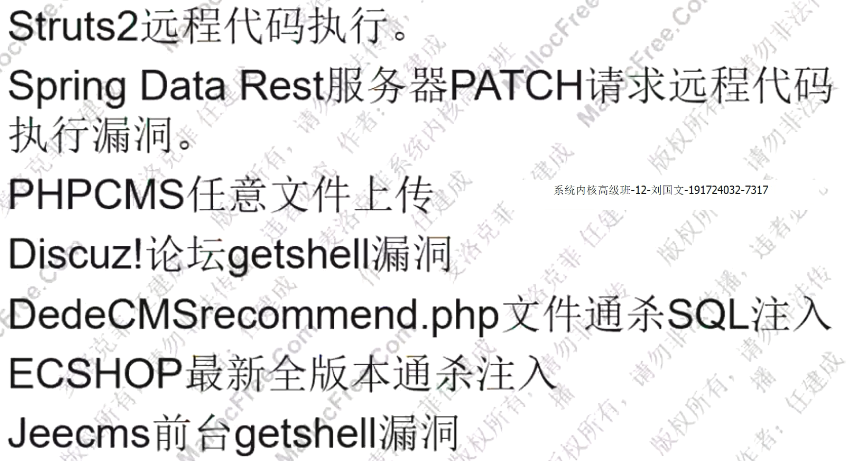 Struts2远程代码执行。
Spring Data Rest服务器PATCH请求远程代码
执行漏洞。
PHPCMS任意文件上传
系统内核高级班-12-刘国文-191724032-7317
Discuz!论坛getshell漏洞
DedeCMSrecommend.php文件通杀SQL注入
ECSHOP最新全版本通杀注入
Jeecms前台getshell漏洞